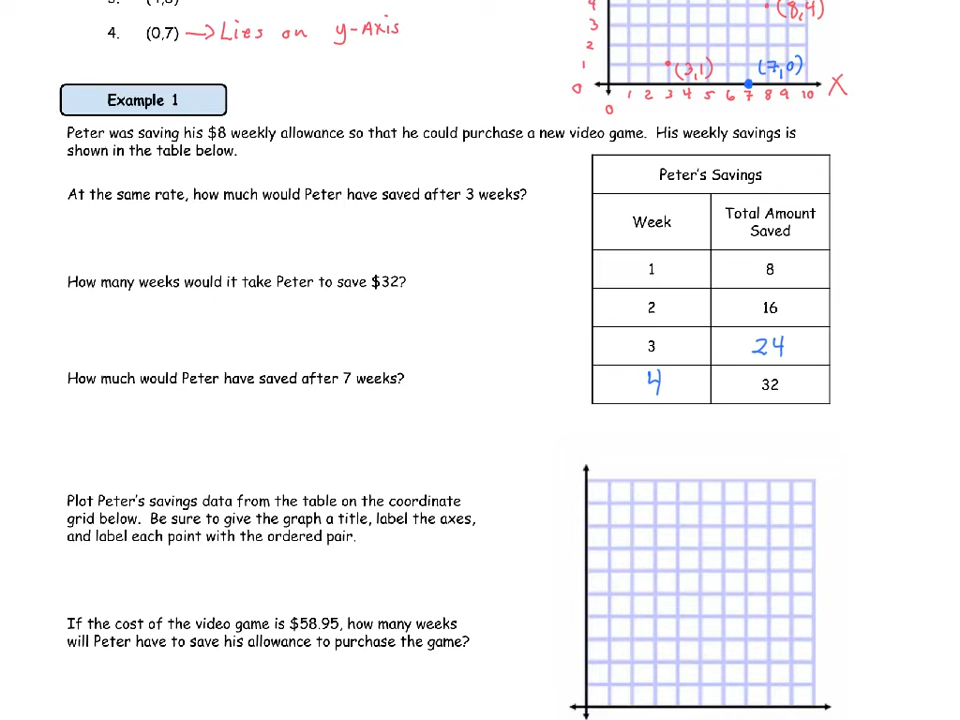 4. (0,7) → Lies on y-Axis
4
3
2
1
0
(8,4)
(3,1)
(7,0)
X
1 2 3 4 5 6 7 8 9 10
0
Example 1
Peter was saving his $8 weekly allowance so that he could purchase a new video game. His weekly savings is
shown in the table below.
At the same rate, how much would Peter have saved after 3 weeks?
How many weeks would it take Peter to save $32?
How much would Peter have saved after 7 weeks?
Peter's Savings
Week Total Amount
Saved
1 8
2 16
3 24
4 32
Plot Peter's savings data from the table on the coordinate
grid below. Be sure to give the graph a title, label the axes,
and label each point with the ordered pair.
If the cost of the video game is $58.95, how many weeks
will Peter have to save his allowance to purchase the game?